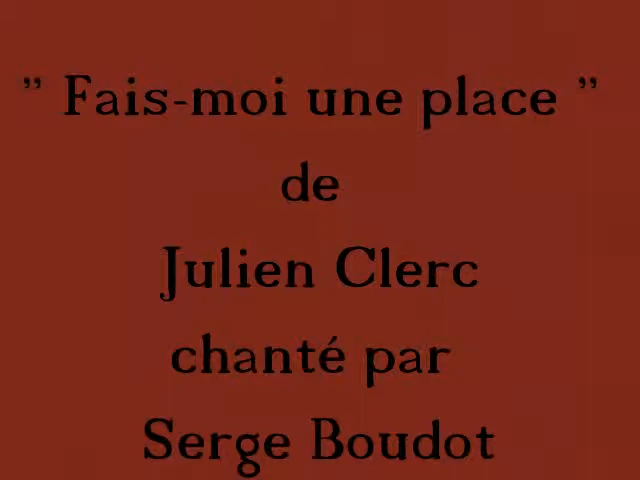 " Fais-moi une place "
de
Julien Clerc
chanté par
Serge Boudot